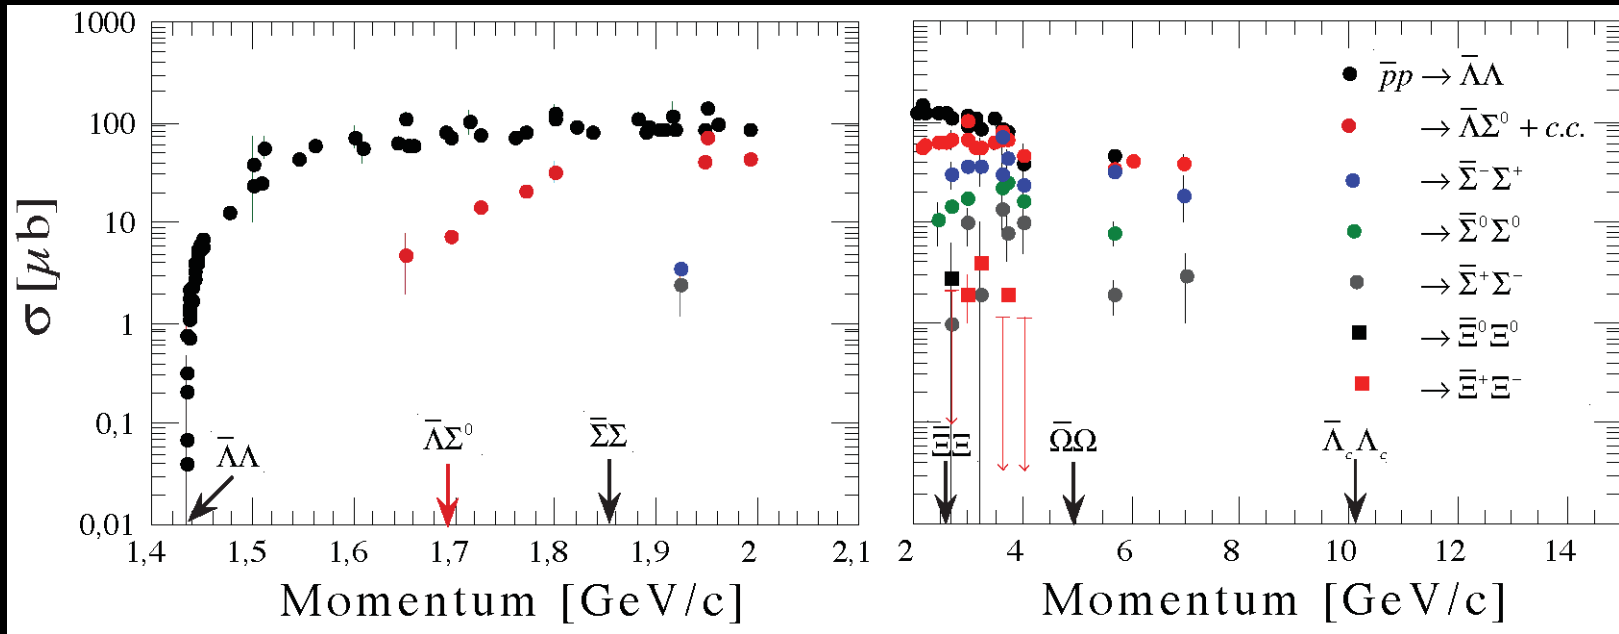 σ [μb]
1000
100
10
1
0,1
0,01
Λ̅Λ
Λ̅Σ⁰
Σ̅Σ
1,4 1,5 1,6 1,7 1,8 1,9 2 2,1
Momentum [GeV/c]
p̅p → Λ̅Λ
→ Λ̅Σ⁰ + c.c.
→ Σ̅⁻Σ⁺
→ Σ̅⁰Σ⁰
→ Σ̅⁺Σ⁻
→ Ξ̅⁰Ξ⁰
→ Ξ̅⁺Ξ⁻
Ξ̅Ξ
Ω̅Ω
Λ̅cΛc
2 4 6 8 10 12 14
Momentum [GeV/c]